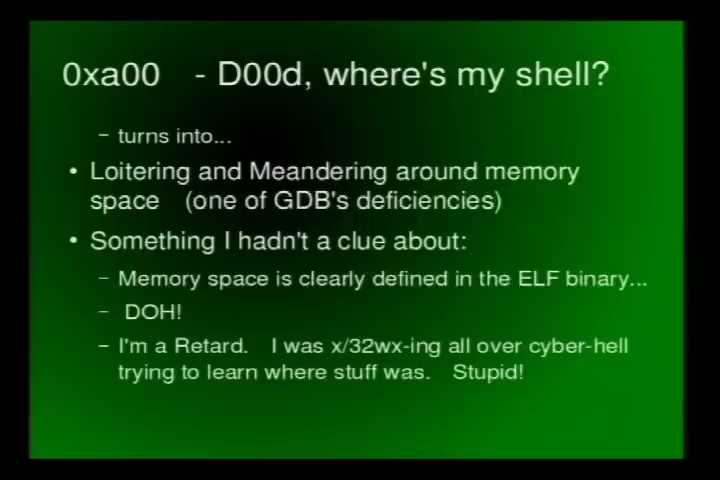 0xa00 - D00d, where's my shell?
– turns into...
• Loitering and Meandering around memory
space (one of GDB's deficiencies)
• Something I hadn't a clue about:
– Memory space is clearly defined in the ELF binary...
– DOH!
– I'm a Retard. I was x/32wx-ing all over cyber-hell
trying to learn where stuff was. Stupid!